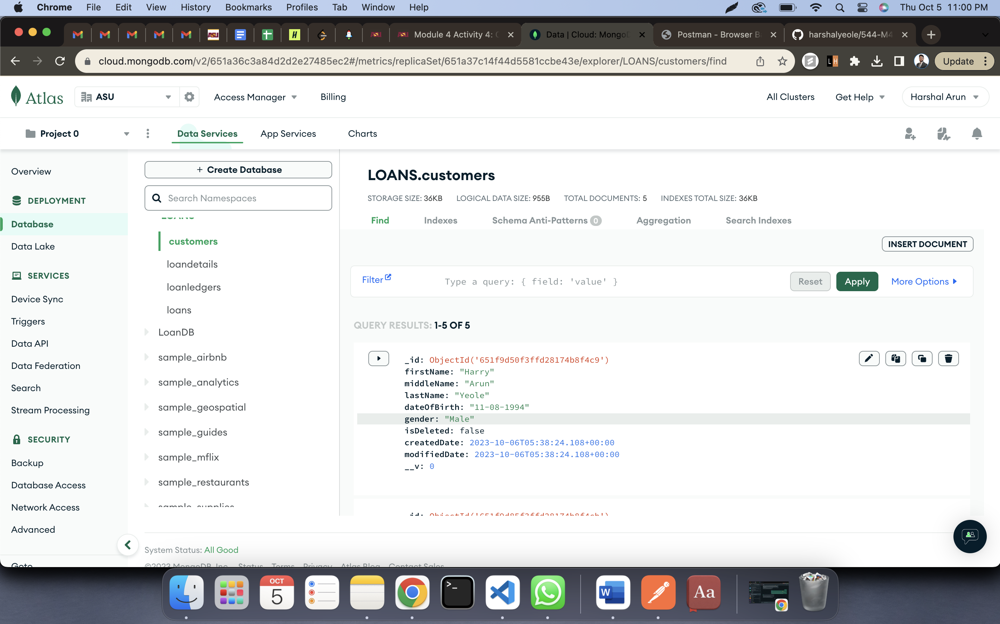 Chrome File Edit View History Bookmarks Profiles Tab Window Help Thu Oct 5 11:00 PM
Module 4 Activity 4: Data | Cloud: MongoD Postman - Browser B harshalyeole/544-M4
cloud.mongodb.com/v2/651a36c3a84d2d2e27485ec2#/metrics/replicaSet/651a37c14f44d5581ccbe43e/explorer/LOANS/customers/find Update
Atlas ASU Access Manager Billing All Clusters Get Help Harshal Arun
Project 0 Data Services App Services Charts
Overview
DEPLOYMENT
Database
Data Lake
SERVICES
Device Sync
Triggers
Data API
Data Federation
Search
Stream Processing
SECURITY
Backup
Database Access
Network Access
Advanced
Goto
+ Create Database
Search Namespaces
LOANS
customers
loandetails
loanledgers
loans
LoanDB
sample_airbnb
sample_analytics
sample_geospatial
sample_guides
sample_mflix
sample_restaurants
sample_supplies
LOANS.customers
STORAGE SIZE: 36KB LOGICAL DATA SIZE: 955B TOTAL DOCUMENTS: 5 INDEXES TOTAL SIZE: 36KB
Find Indexes Schema Anti-Patterns 0 Aggregation Search Indexes
INSERT DOCUMENT
Filter Type a query: { field: 'value' } Reset Apply More Options
QUERY RESULTS: 1-5 OF 5
_id: ObjectId('651f9d50f3ffd28174b8f4c9')
firstName: "Harry"
middleName: "Arun"
lastName: "Yeole"
dateOfBirth: "11-08-1994"
gender: "Male"
isDeleted: false
createdDate: 2023-10-06T05:38:24.108+00:00
modifiedDate: 2023-10-06T05:38:24.108+00:00
__v: 0
_id: ObjectId('651f9d85f3ffd28174b8f4cb')
System Status: All Good
©2023 MongoDB, Inc. Status Terms Privacy Atlas Blog Contact Sales
OCT
5
W
Aa